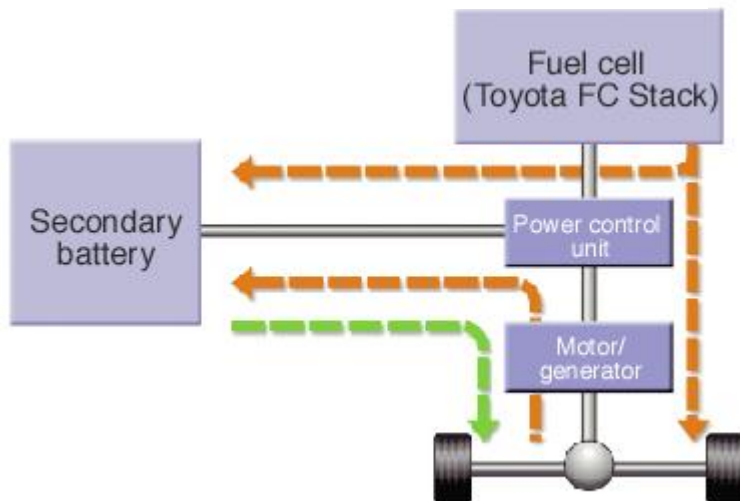 Fuel cell
(Toyota FC Stack)
Secondary
battery
Power control
unit
Motor/
generator